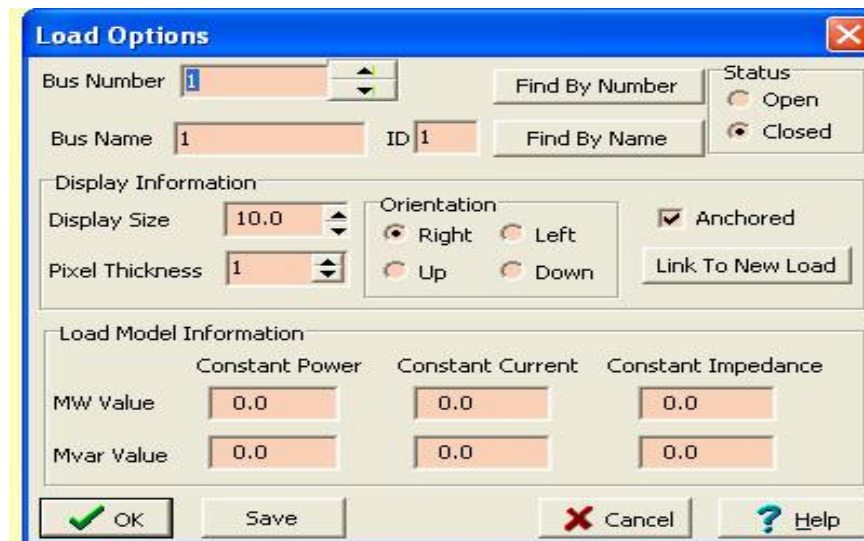 Load Options
Bus Number 1 Find By Number Status
Open
Bus Name 1 ID 1 Find By Name Closed
Display Information
Display Size 10.0 Orientation Anchored
Right Left
Pixel Thickness 1 Up Down Link To New Load
Load Model Information
Constant Power Constant Current Constant Impedance
MW Value 0.0 0.0 0.0
Mvar Value 0.0 0.0 0.0
OK Save Cancel Help